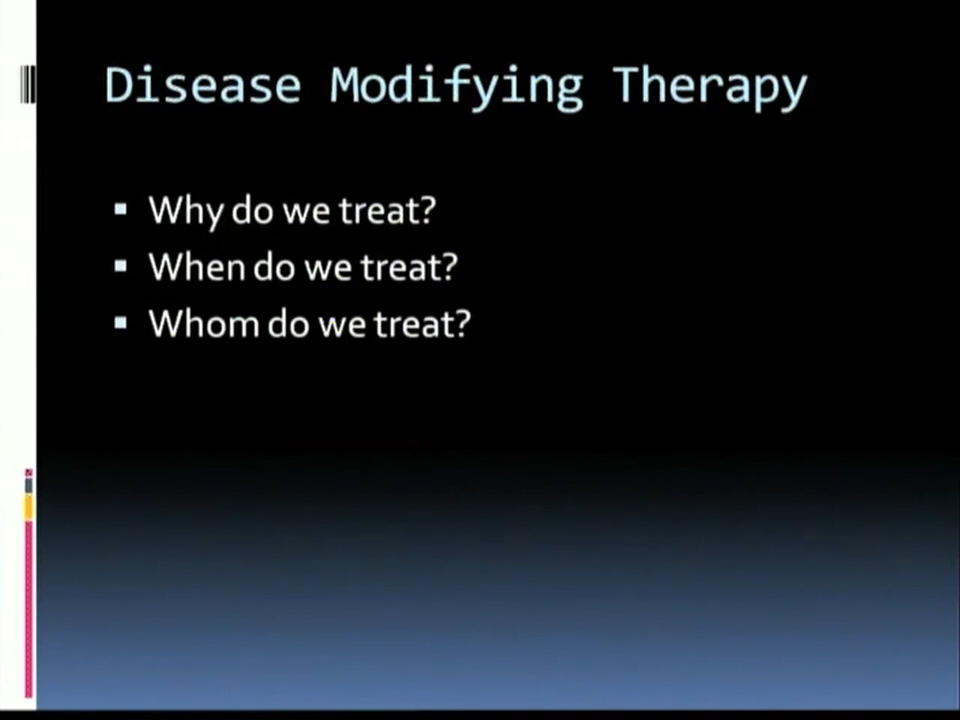 Disease Modifying Therapy
Why do we treat?
When do we treat?
Whom do we treat?